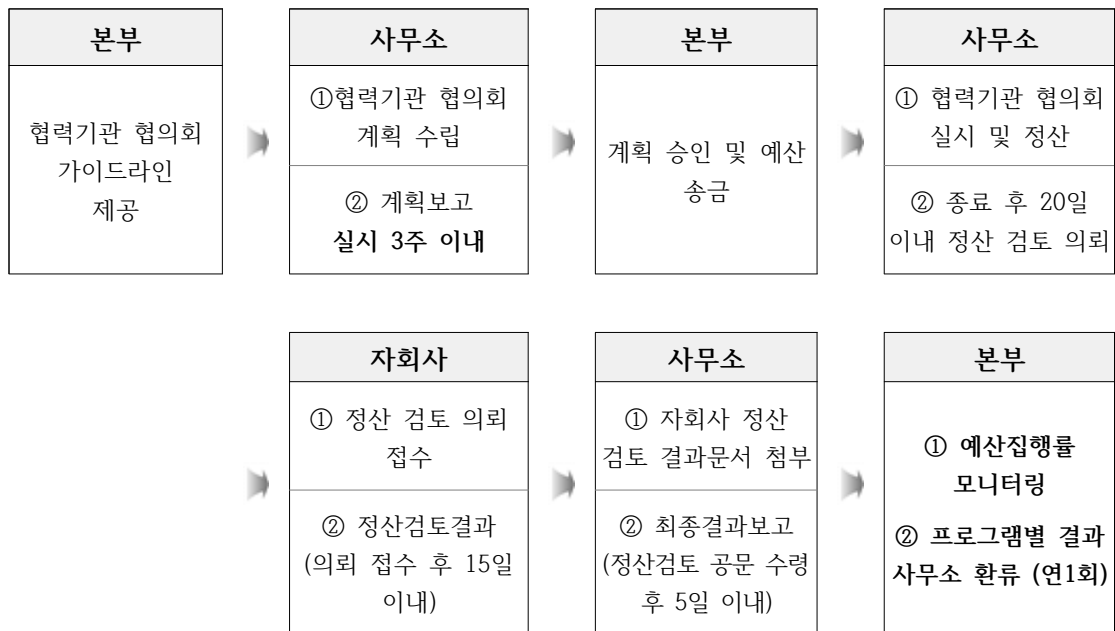 본부
협력기관 협의회
가이드라인
제공
사무소
①협력기관 협의회
계획 수립
② 계획보고
실시 3주 이내
본부
계획 승인 및 예산
송금
사무소
① 협력기관 협의회
실시 및 정산
② 종료 후 20일
이내 정산 검토 의뢰
자회사
① 정산 검토 의뢰
접수
② 정산검토결과
(의뢰 접수 후 15일
이내)
사무소
① 자회사 정산
검토 결과문서 첨부
② 최종결과보고
(정산검토 공문 수령
후 5일 이내)
본부
① 예산집행률
모니터링
② 프로그램별 결과
사무소 환류 (연1회)